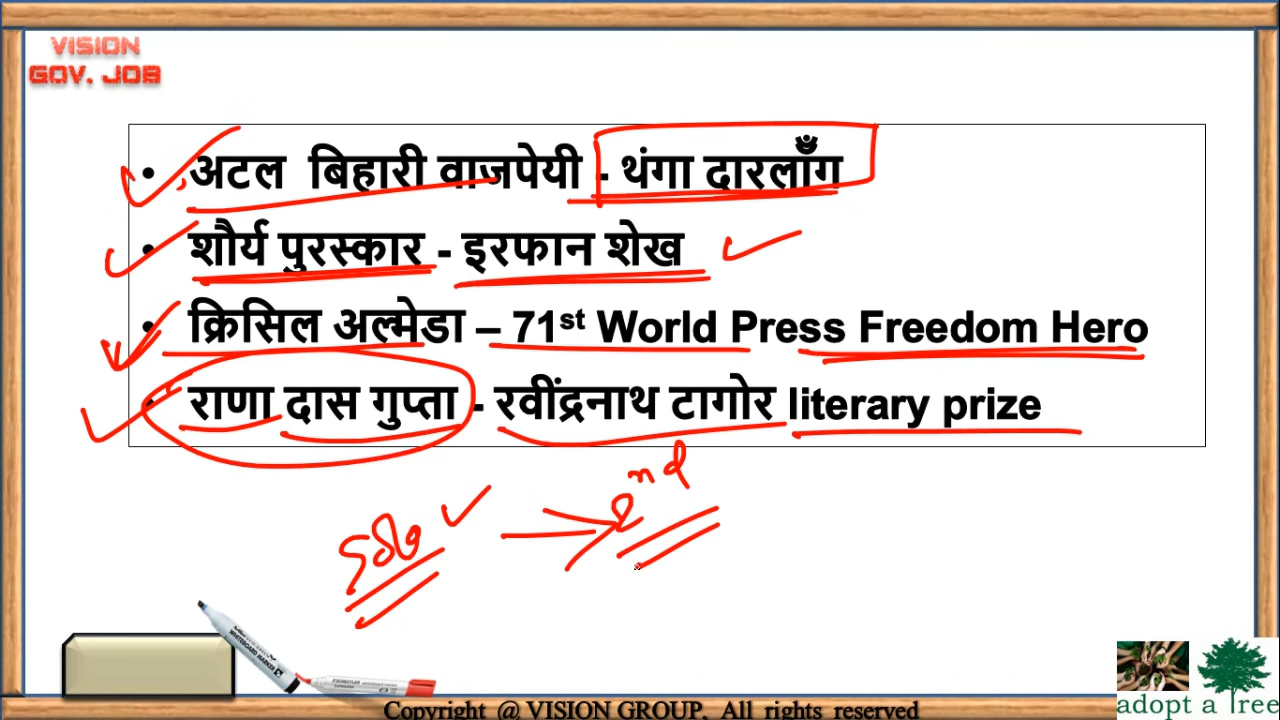 VISION
GOV. JOB
• अटल बिहारी वाजपेयी - थंगा दारलाँग
• शौर्य पुरस्कार - इरफान शेख
• क्रिसिल अल्मेडा – 71st World Press Freedom Hero
• राणा दास गुप्ता - रवींद्रनाथ टागोर literary prize
2nd
adopt a Tree
Copyright @ VISION GROUP. All rights reserved